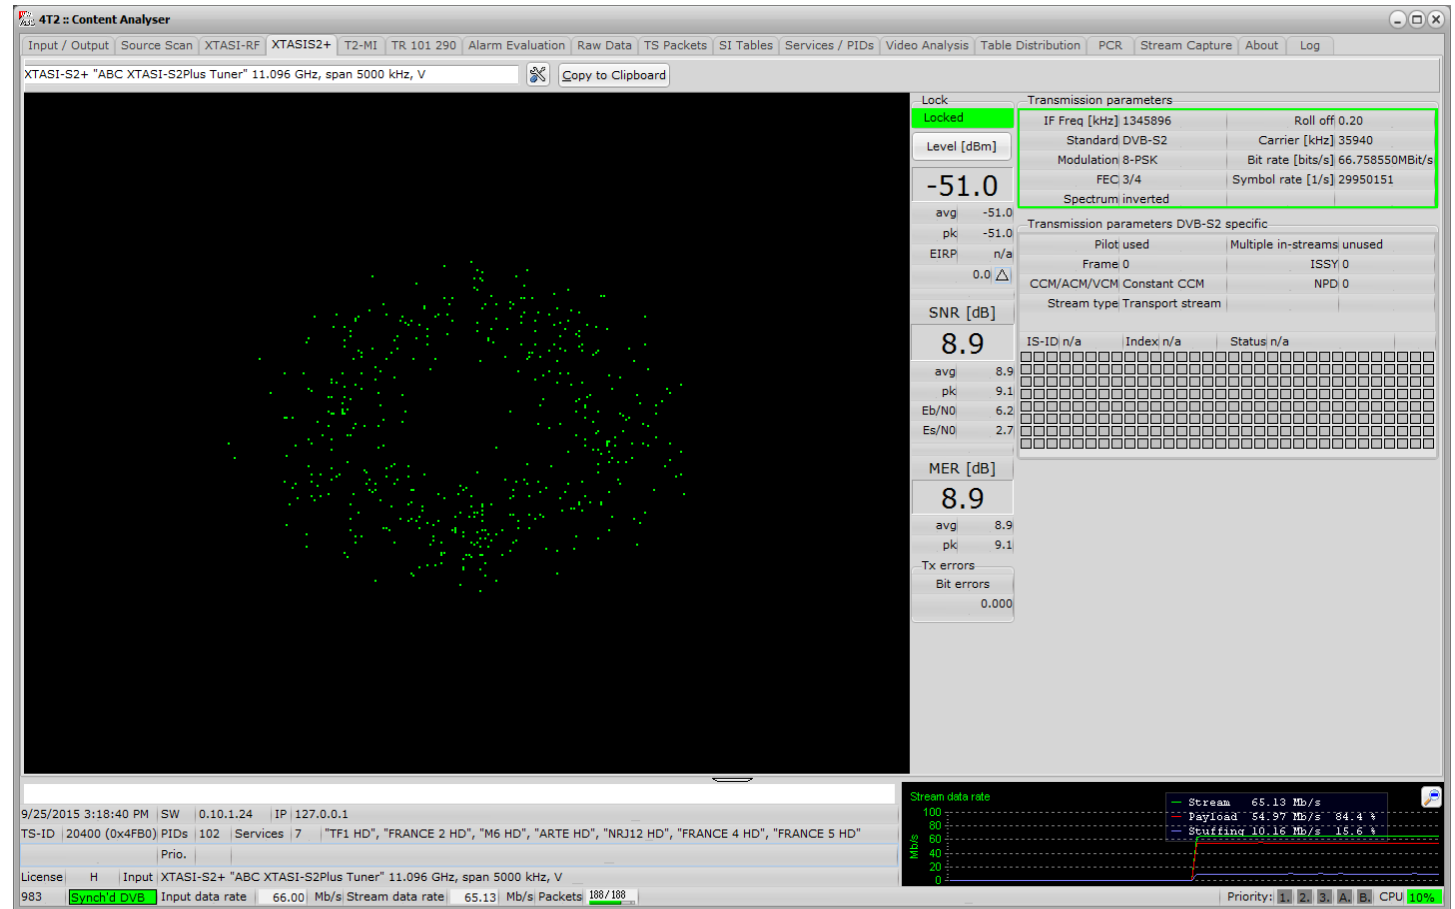 4T2 :: Content Analyser
Input / Output Source Scan XTASI-RF XTASIS2+ T2-MI TR 101 290 Alarm Evaluation Raw Data TS Packets SI Tables Services / PIDs Video Analysis Table Distribution PCR Stream Capture About Log
XTASI-S2+ "ABC XTASI-S2Plus Tuner" 11.096 GHz, span 5000 kHz, V Copy to Clipboard
Lock
Locked
Level [dBm]
-51.0
avg -51.0
pk -51.0
EIRP n/a
0.0
SNR [dB]
8.9
avg 8.9
pk 9.1
Eb/N0 6.2
Es/N0 2.7
MER [dB]
8.9
avg 8.9
pk 9.1
Tx errors
Bit errors
0.000
Transmission parameters
IF Freq [kHz] 1345896 Roll off 0.20
Standard DVB-S2 Carrier [kHz] 35940
Modulation 8-PSK Bit rate [bits/s] 66.758550MBit/s
FEC 3/4 Symbol rate [1/s] 29950151
Spectrum inverted
Transmission parameters DVB-S2 specific
Pilot used Multiple in-streams unused
Frame 0 ISSY 0
CCM/ACM/VCM Constant CCM NPD 0
Stream type Transport stream
IS-ID n/a Index n/a Status n/a
9/25/2015 3:18:40 PM SW 0.10.1.24 IP 127.0.0.1
TS-ID 20400 (0x4FB0) PIDs 102 Services 7 "TF1 HD", "FRANCE 2 HD", "M6 HD", "ARTE HD", "NRJ12 HD", "FRANCE 4 HD", "FRANCE 5 HD"
Prio.
License H Input XTASI-S2+ "ABC XTASI-S2Plus Tuner" 11.096 GHz, span 5000 kHz, V
983 Synch'd DVB Input data rate 66.00 Mb/s Stream data rate 65.13 Mb/s Packets 188/188
Stream data rate
Mb/s
100
80
60
40
20
0
Stream 65.13 Mb/s
Payload 54.97 Mb/s 84.4 %
Stuffing 10.16 Mb/s 15.6 %
Priority: 1. 2. 3. A. B. CPU 10%